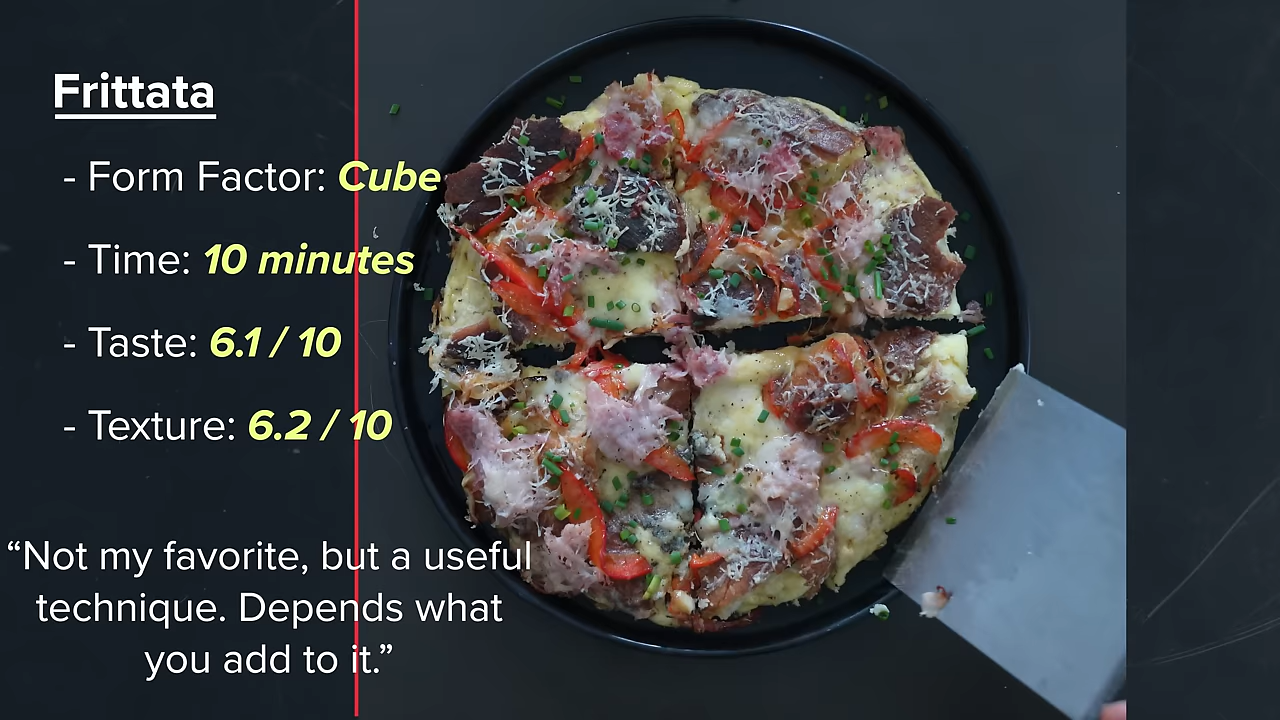 Frittata
- Form Factor: Cube
- Time: 10 minutes
- Taste: 6.1 / 10
- Texture: 6.2 / 10
“Not my favorite, but a useful
technique. Depends what
you add to it.”